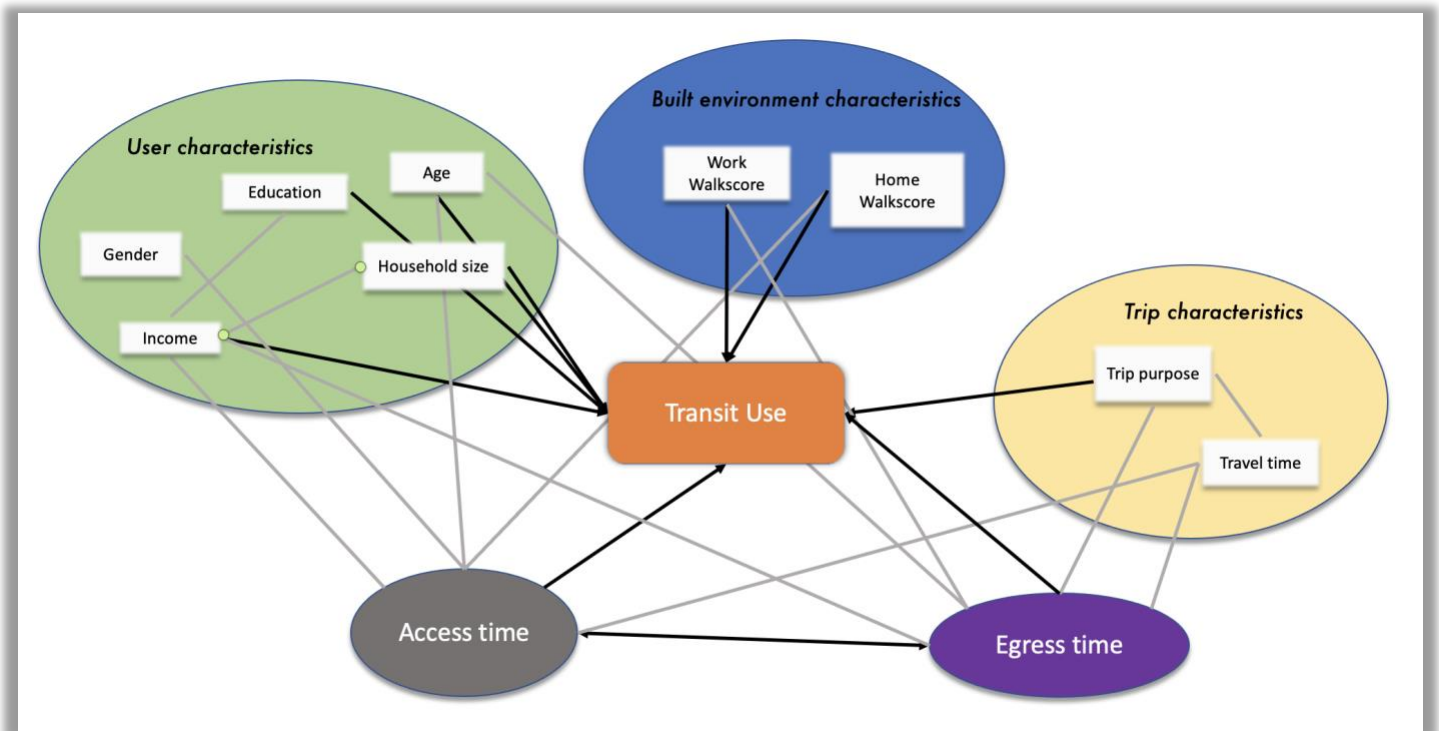 User characteristics
Education
Age
Gender
Household size
Income
Built environment characteristics
Work
Walkscore
Home
Walkscore
Trip characteristics
Trip purpose
Travel time
Transit Use
Access time
Egress time